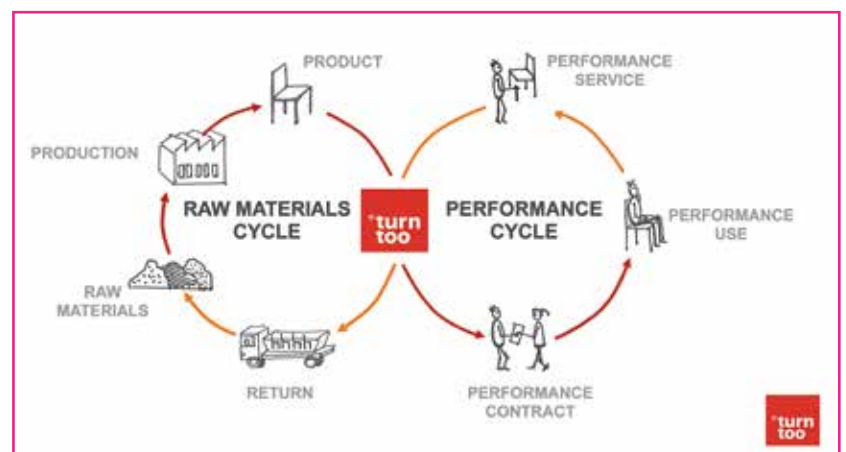 PRODUCT
PERFORMANCE
SERVICE
PRODUCTION
RAW MATERIALS
CYCLE
turn
too
PERFORMANCE
CYCLE
PERFORMANCE
USE
RAW
MATERIALS
RETURN
PERFORMANCE
CONTRACT
turn
too